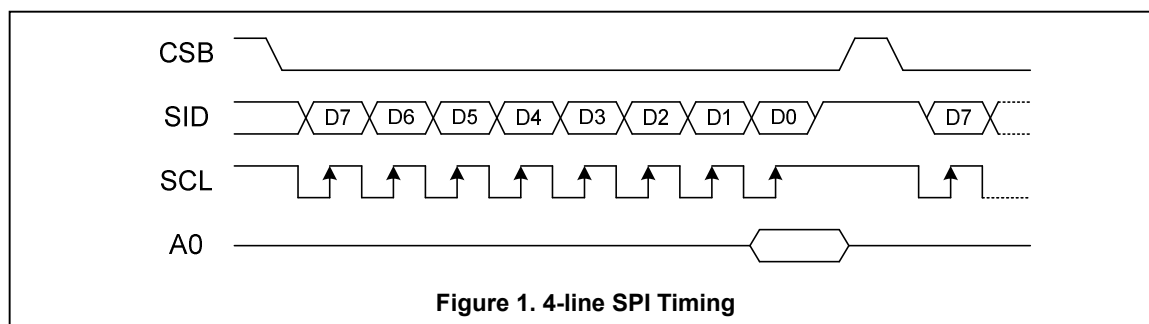 CSB
SID D7 D6 D5 D4 D3 D2 D1 D0 D7
SCL
A0
Figure 1. 4-line SPI Timing